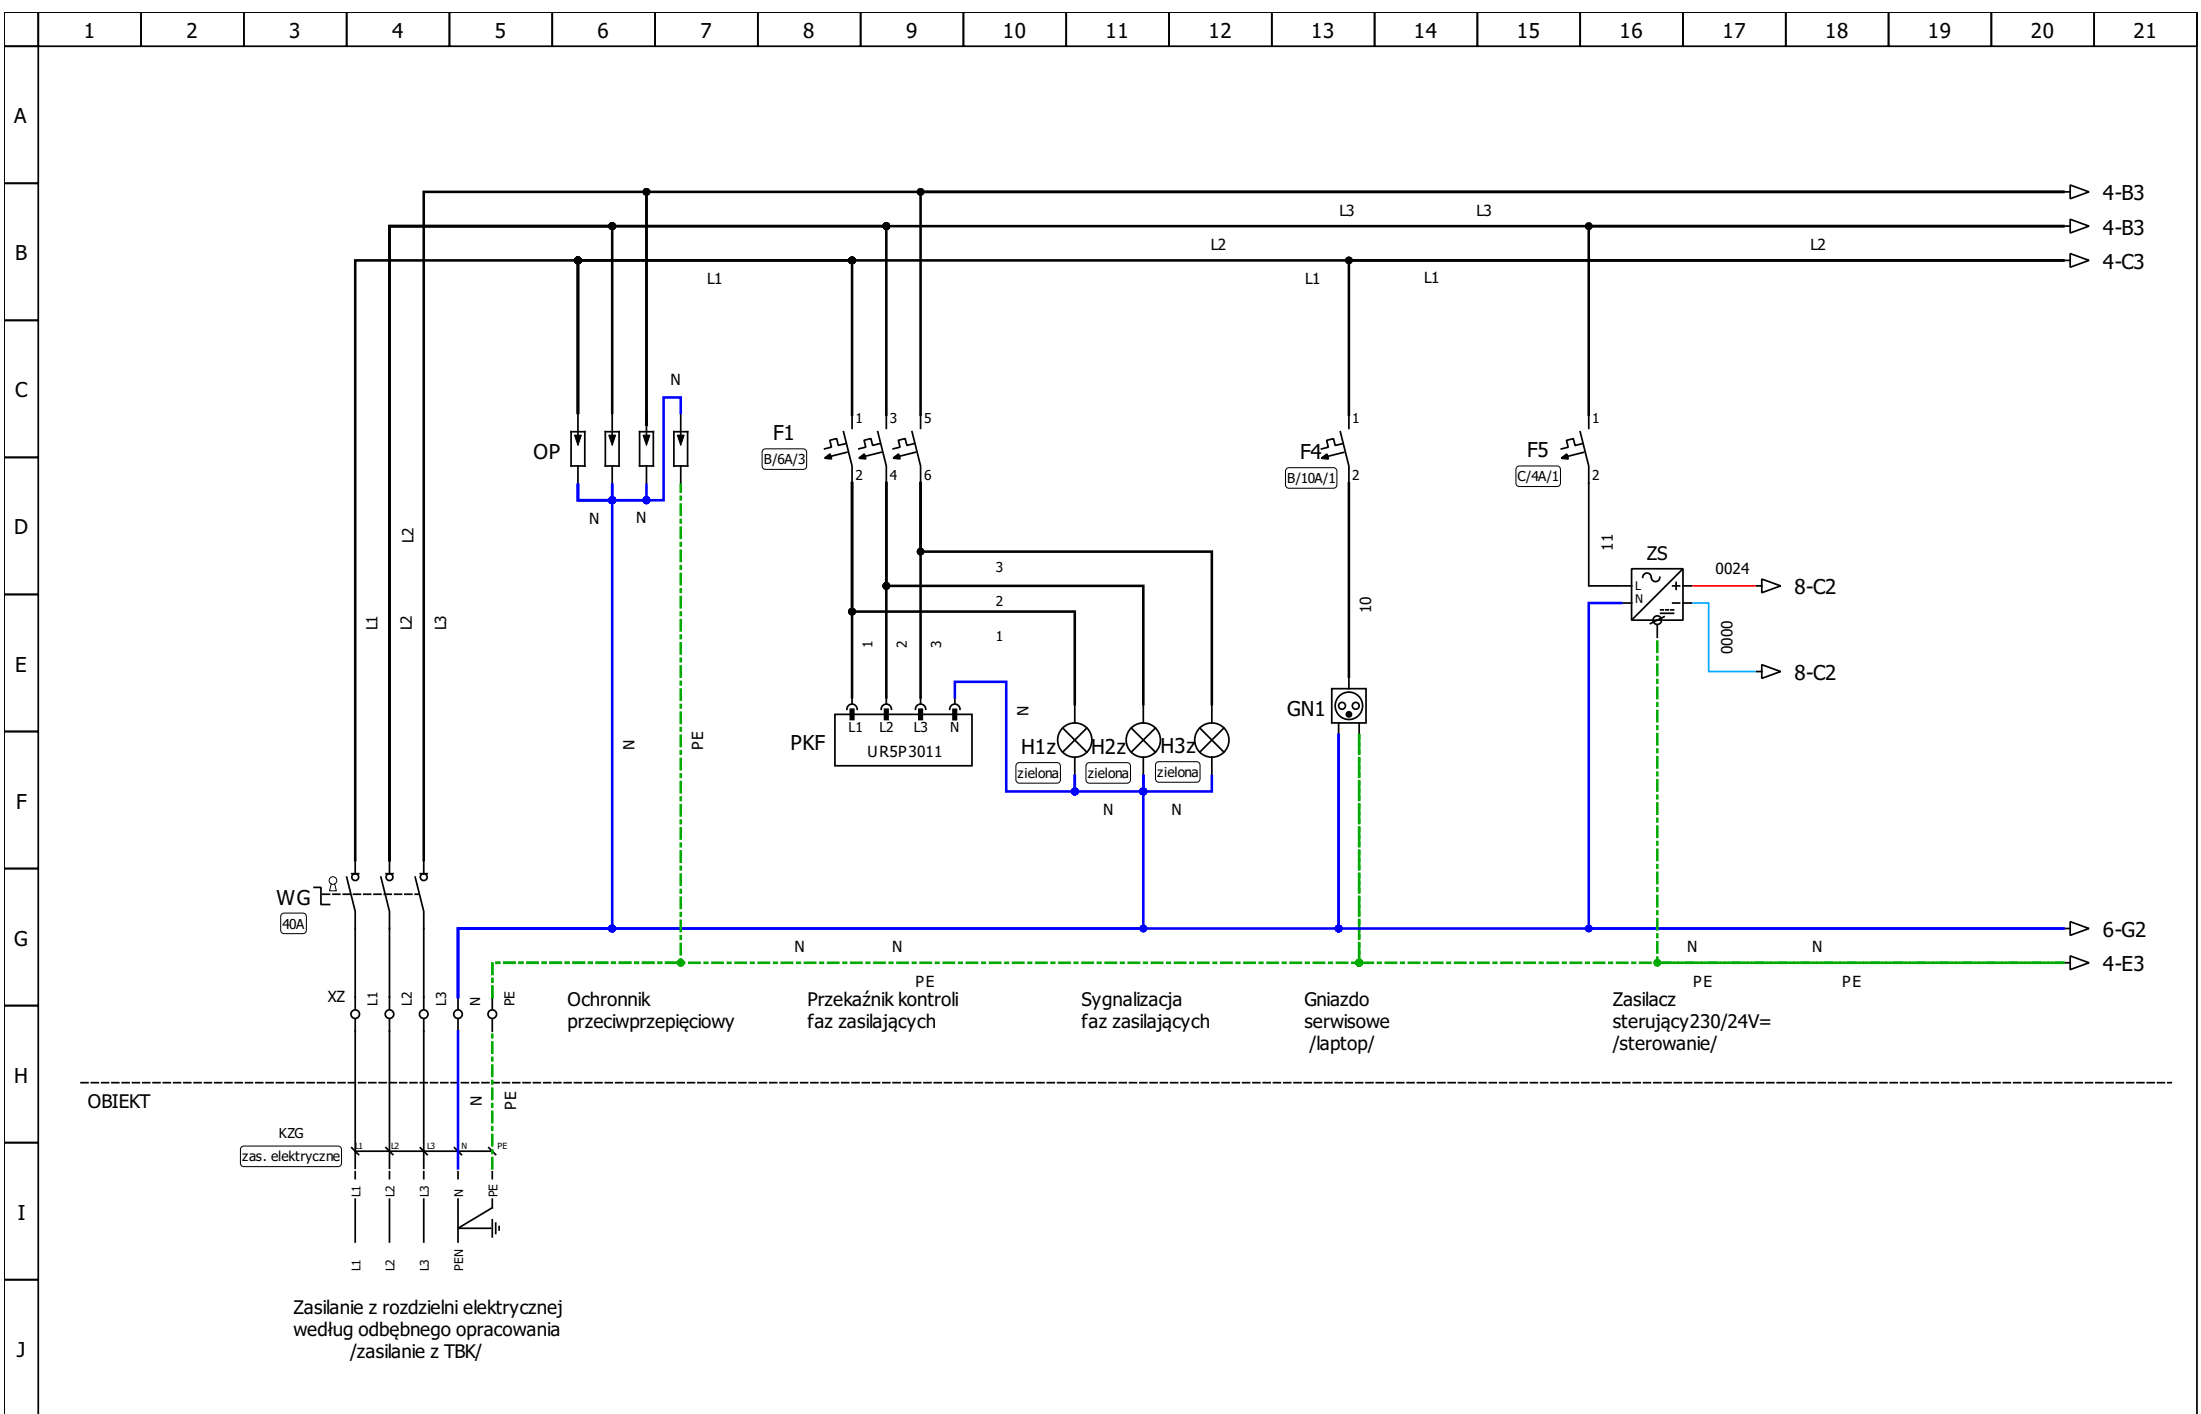 1 2 3 4 5 6 7 8 9 10 11 12 13 14 15 16 17 18 19 20 21
A
4-B3
L3 L3
4-B3
B
L2 L2
4-C3
L1 L1 L1
C
N
1 3 5 1 1
F1
B/6A/3
OP
F4
B/10A/1
F5
C/4A/1
2 4 6 2 2
N N
D
L2
11
ZS
3
0024
L
N
8-C2
2
10
L1 L2 L3
1 2 3
1
0000
E
8-C2
N
GN1
L1 L2 L3 N
PKF
UR5P3011
N
PE
H1z H2z H3z
zielona zielona zielona
F
N N
WG
40A
G
6-G2
N N N N
4-E3
PE PE PE
XZ L1 L2 L3 N PE
Ochronnik
przeciwprzepięciowy
Przekaźnik kontroli
faz zasilających
Sygnalizacja
faz zasilających
Gniazdo
serwisowe
/laptop/
Zasilacz
sterujący230/24V=
/sterowanie/
H
OBIEKT
N PE
KZG
zas. elektryczne
L1 L2 L3 N PE
L1 L2 L3 N PE
I
L1 L2 L3 PEN
Zasilanie z rozdzielni elektrycznej
według odbębnego opracowania
/zasilanie z TBK/
J